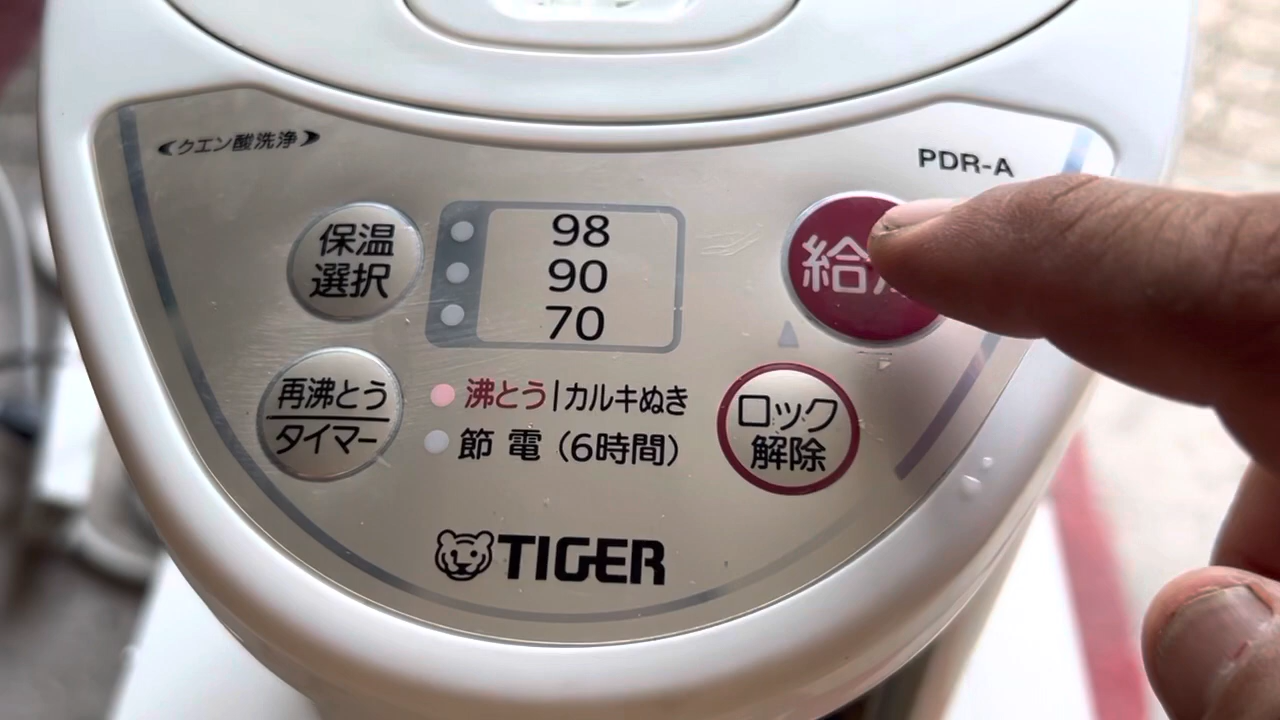 クエン酸洗浄
PDR-A
保温
選択
98
90
70
給
再沸とう
タイマー
沸とう|カルキぬき
節電(6時間)
ロック
解除
TIGER